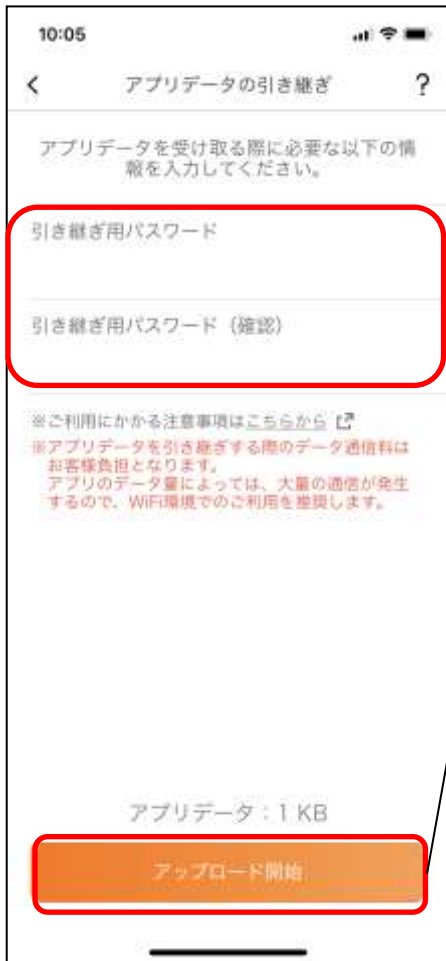 10:05
アプリデータの引き継ぎ ?
アプリデータを受け取る際に必要な以下の情
報を入力してください。
引き継ぎ用パスワード
引き継ぎ用パスワード（確認）
※ご利用にかかる注意事項はこちらから
※アプリデータを引き継ぎする際のデータ通信料は
お客様負担となります。
アプリのデータ量によっては、大量の通信が発生
するので、WiFi環境でのご利用を推奨します。
アプリデータ：1 KB
アップロード開始